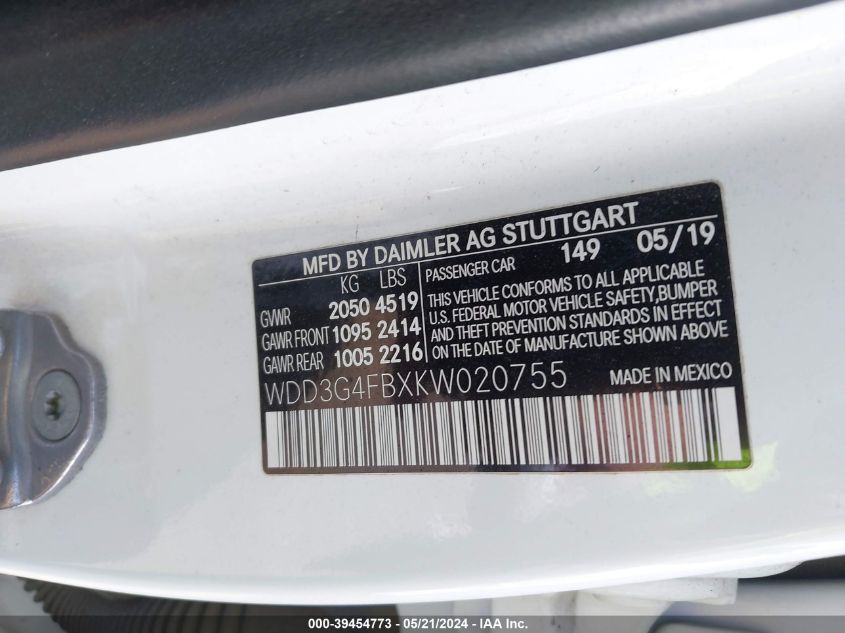 MFD BY DAIMLER AG STUTTGART
KG LBS
GVWR 2050 4519
GAWR FRONT 1095 2414
GAWR REAR 1005 2216
PASSENGER CAR 149 05/19
THIS VEHICLE CONFORMS TO ALL APPLICABLE
U.S. FEDERAL MOTOR VEHICLE SAFETY,BUMPER
AND THEFT PREVENTION STANDARDS IN EFFECT
ON THE DATE OF MANUFACTURE SHOWN ABOVE
WDD3G4FBXKW020755
MADE IN MEXICO
000-39454773 - 05/21/2024 - IAA Inc.